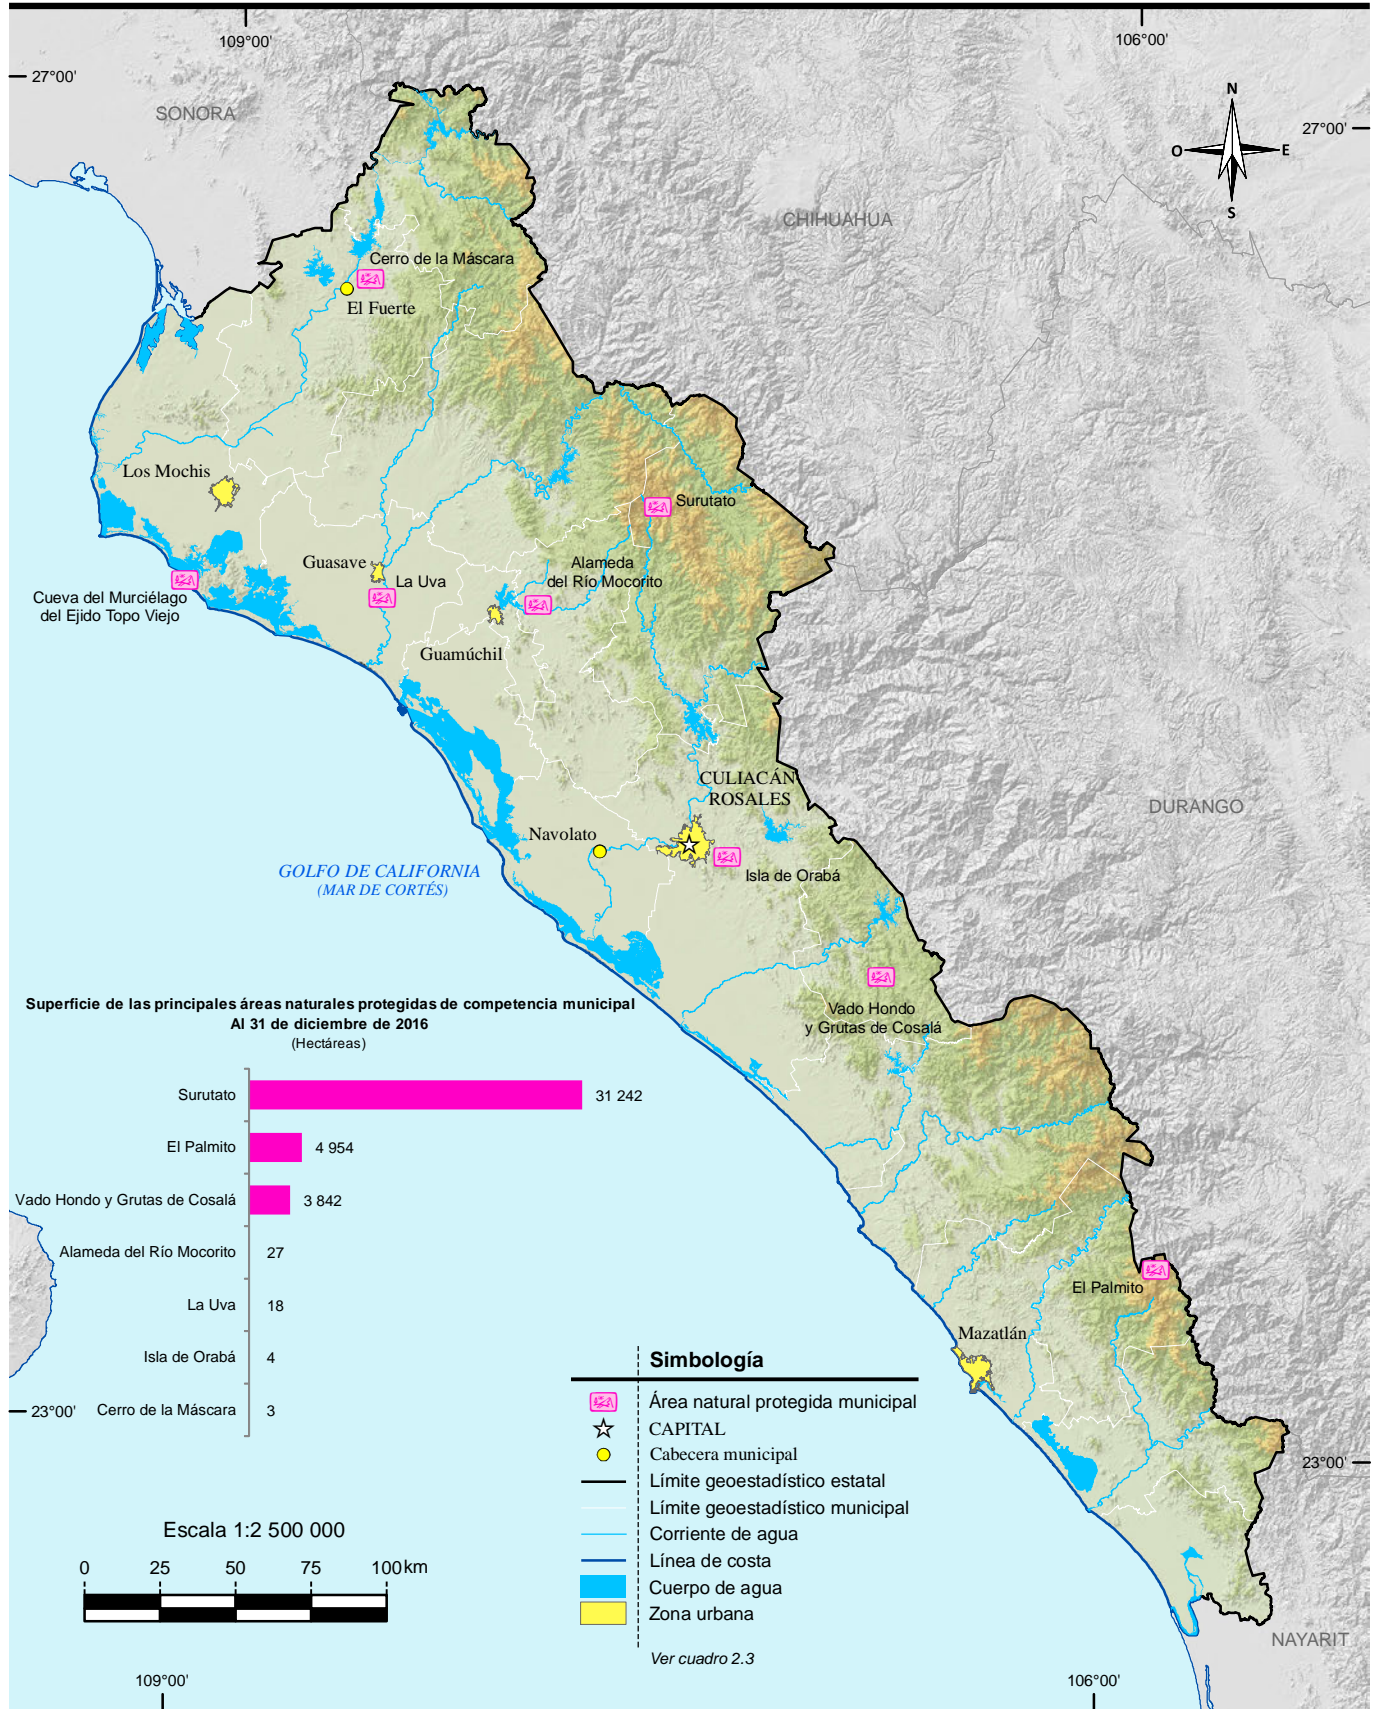 109°00'
106°00'
27°00'
27°00'
SONORA
CHIHUAHUA
N
O
E
S
Cerro de la Máscara
El Fuerte
Los Mochis
Surutato
Guasave
La Uva
Alameda
del Río Mocorito
Cueva del Murciélago
del Ejido Topo Viejo
Guamúchil
CULIACÁN
ROSALES
DURANGO
Navolato
GOLFO DE CALIFORNIA
(MAR DE CORTÉS)
Isla de Orabá
Vado Hondo
y Grutas de Cosalá
Superficie de las principales áreas naturales protegidas de competencia municipal
Al 31 de diciembre de 2016
(Hectáreas)
Surutato 31 242
El Palmito 4 954
Vado Hondo y Grutas de Cosalá 3 842
Alameda del Río Mocorito 27
La Uva 18
Isla de Orabá 4
Cerro de la Máscara 3
El Palmito
Mazatlán
23°00'
23°00'
Simbología
Área natural protegida municipal
CAPITAL
Cabecera municipal
Límite geoestadístico estatal
Límite geoestadístico municipal
Corriente de agua
Línea de costa
Cuerpo de agua
Zona urbana
Ver cuadro 2.3
Escala 1:2 500 000
0 25 50 75 100 km
NAYARIT
109°00'
106°00'